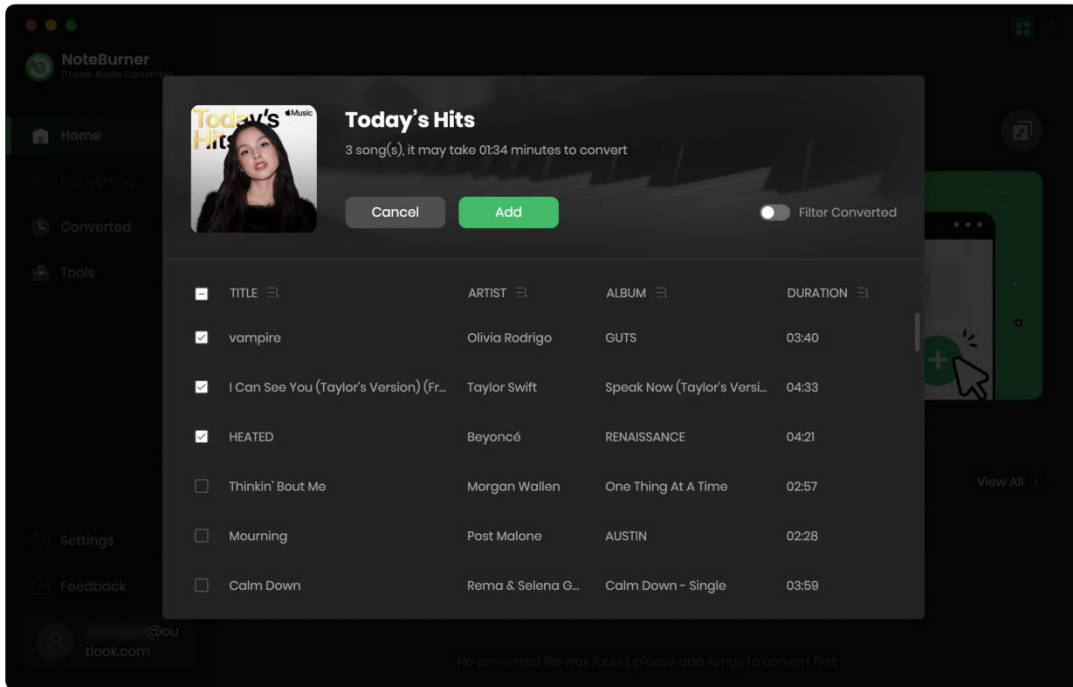 NoteBurner
iTunes Audio Converter
Home
Converting
Converted
Tools
Settings
Feedback
@ou
tlook.com
Today's Hits
Music
Today's Hits
3 song(s), it may take 01:34 minutes to convert
Cancel
Add
Filter Converted
TITLE ARTIST ALBUM DURATION
vampire Olivia Rodrigo GUTS 03:40
I Can See You (Taylor's Version) (Fr... Taylor Swift Speak Now (Taylor's Versi... 04:33
HEATED Beyoncé RENAISSANCE 04:21
Thinkin' Bout Me Morgan Wallen One Thing At A Time 02:57
Mourning Post Malone AUSTIN 02:28
Calm Down Rema & Selena G... Calm Down - Single 03:59
View All
No converted file was found, please add songs to convert first.